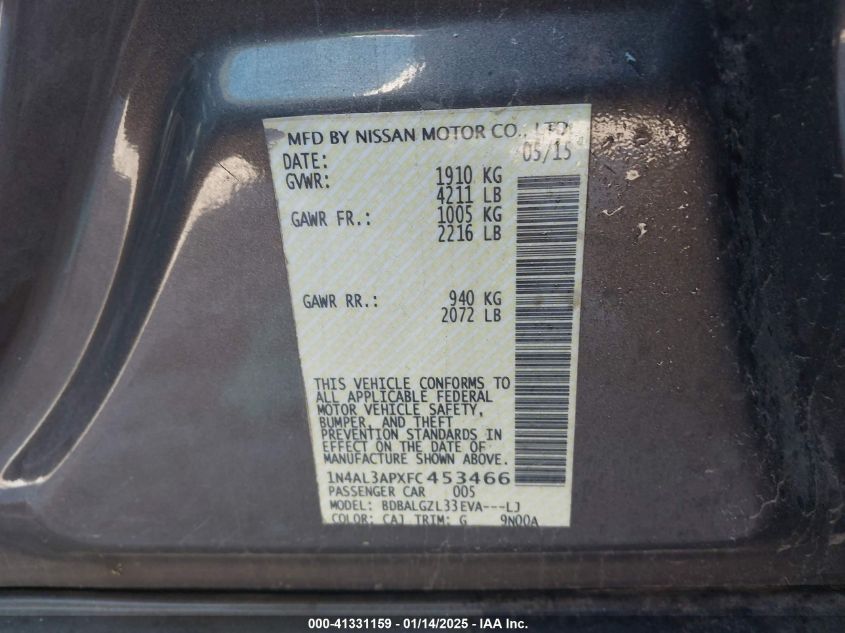 MFD BY NISSAN MOTOR CO., LTD
DATE: 05/15
GVWR: 1910 KG
4211 LB
GAWR FR.: 1005 KG
2216 LB
GAWR RR.: 940 KG
2072 LB
THIS VEHICLE CONFORMS TO
ALL APPLICABLE FEDERAL
MOTOR VEHICLE SAFETY,
BUMPER, AND THEFT
PREVENTION STANDARDS IN
EFFECT ON THE DATE OF
MANUFACTURE SHOWN ABOVE.
1N4AL3APXFC453466
PASSENGER CAR 005
MODEL: BDBALGZL33EVA---LJ
COLOR: CAJ TRIM: G 9N00A
000-41331159 — 01/14/2025 — IAA Inc.